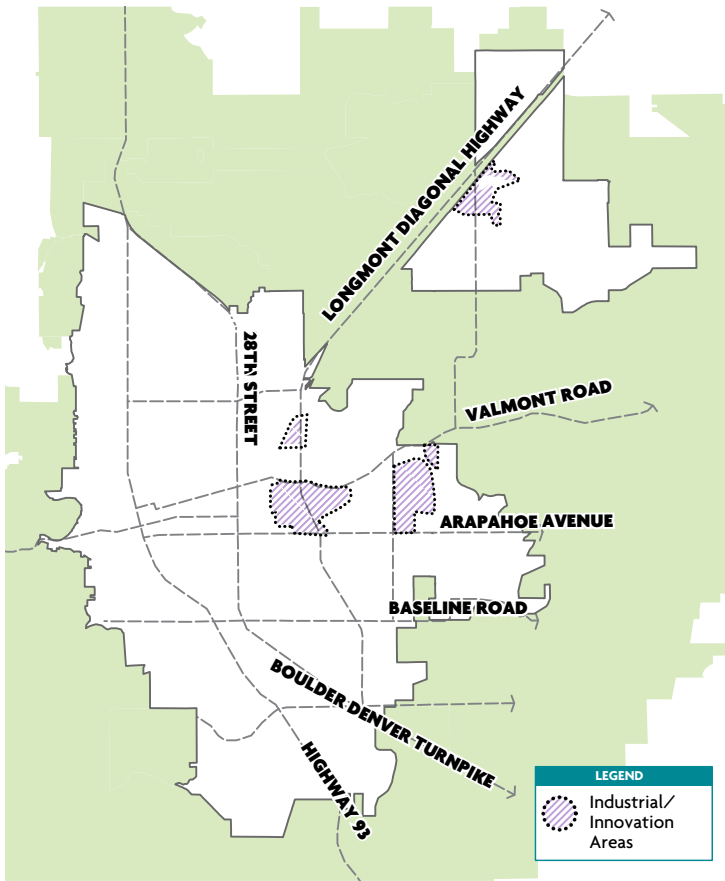 LONGMONT DIAGONAL HIGHWAY
28TH STREET
VALMONT ROAD
ARAPAHOE AVENUE
BASELINE ROAD
BOULDER DENVER TURNPIKE
HIGHWAY 93
LEGEND
Industrial/
Innovation
Areas